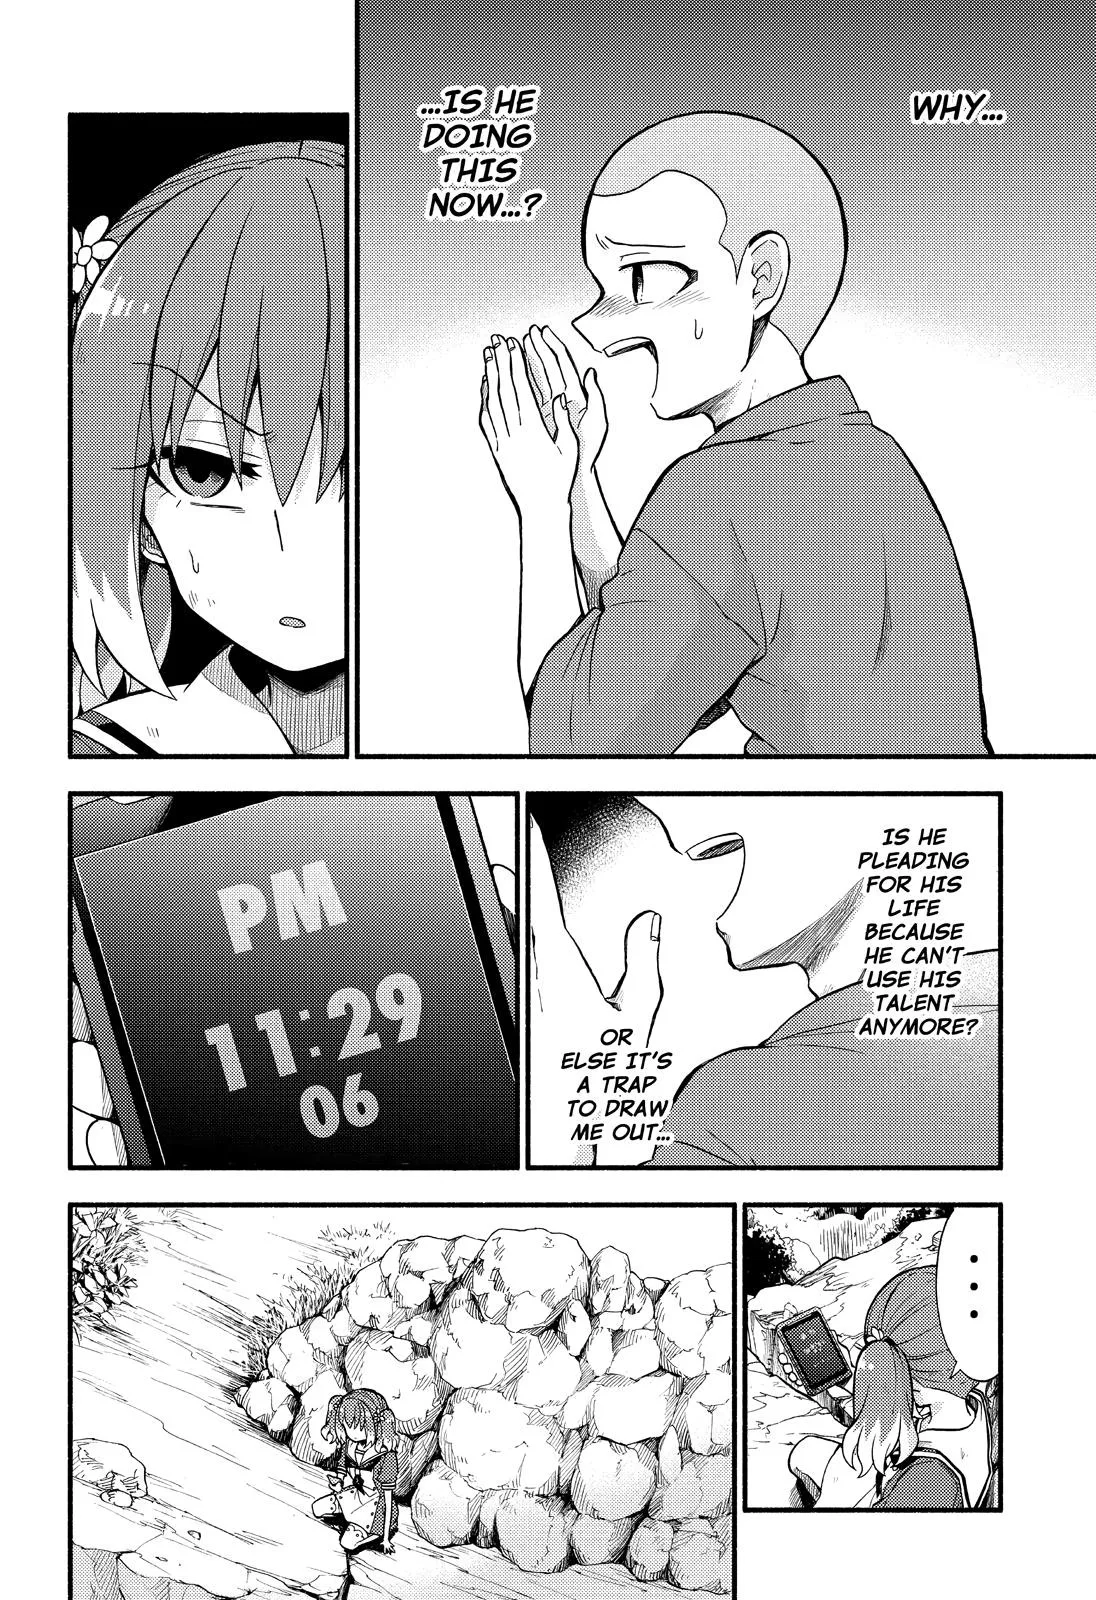 WHY...
...IS HE
DOING
THIS
NOW...?
IS HE
PLEADING
FOR HIS
LIFE
BECAUSE
HE CAN'T
USE HIS
TALENT
ANYMORE?
OR
ELSE IT'S
A TRAP
TO DRAW
ME OUT...
PM
11:29
06
...